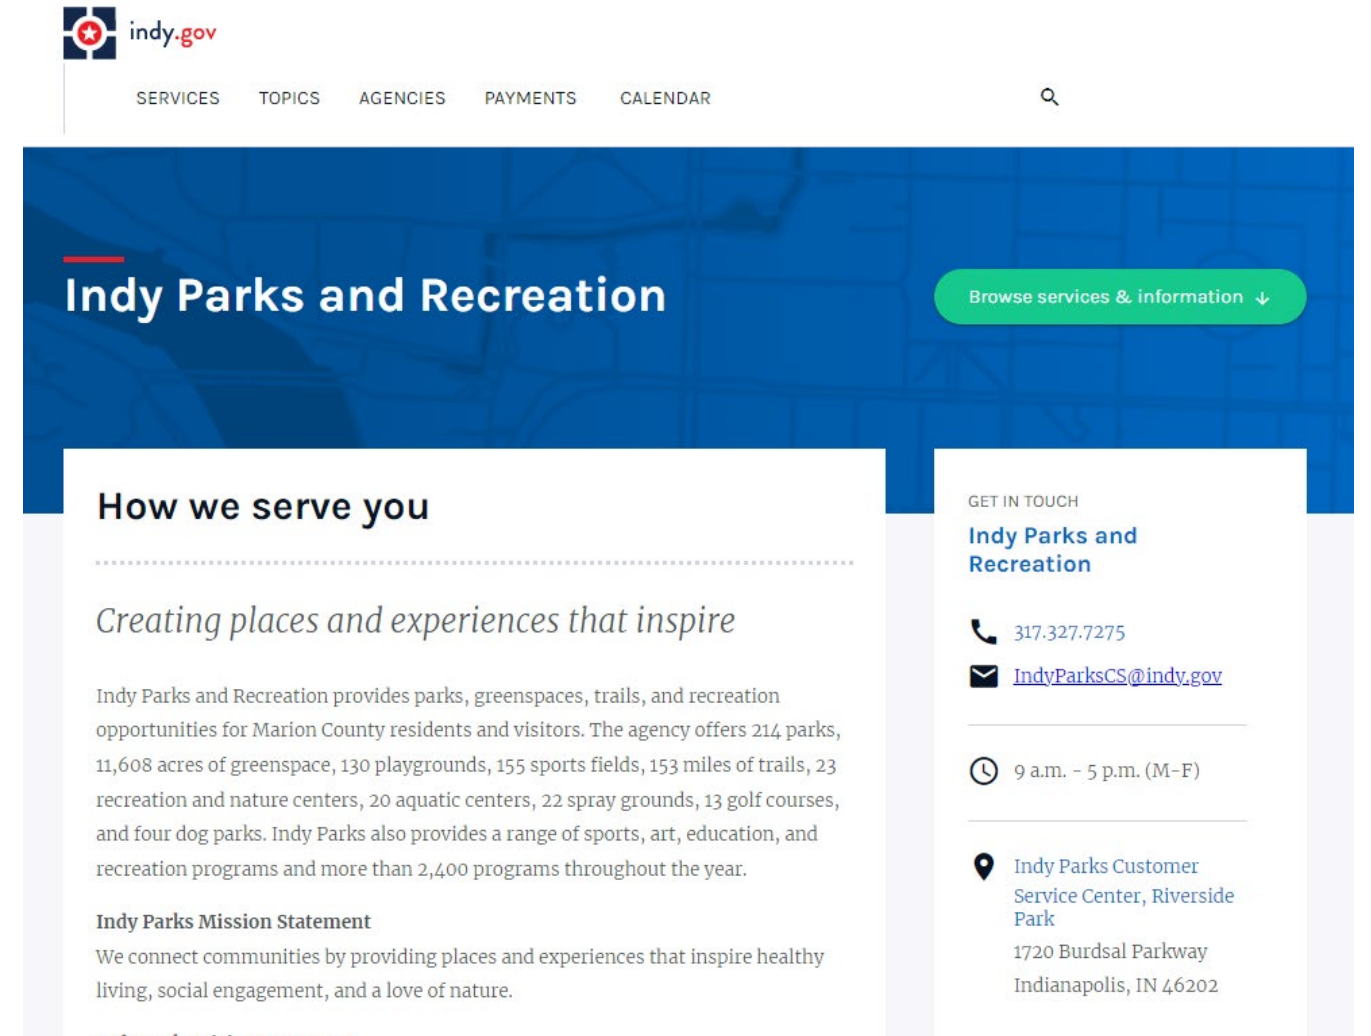 indy.gov
SERVICES TOPICS AGENCIES PAYMENTS CALENDAR
Indy Parks and Recreation
Browse services & information ↓
How we serve you
Creating places and experiences that inspire
Indy Parks and Recreation provides parks, greenspaces, trails, and recreation
opportunities for Marion County residents and visitors. The agency offers 214 parks,
11,608 acres of greenspace, 130 playgrounds, 155 sports fields, 153 miles of trails, 23
recreation and nature centers, 20 aquatic centers, 22 spray grounds, 13 golf courses,
and four dog parks. Indy Parks also provides a range of sports, art, education, and
recreation programs and more than 2,400 programs throughout the year.
Indy Parks Mission Statement
We connect communities by providing places and experiences that inspire healthy
living, social engagement, and a love of nature.
GET IN TOUCH
Indy Parks and
Recreation
317.327.7275
IndyParksCS@indy.gov
9 a.m. - 5 p.m. (M-F)
Indy Parks Customer
Service Center, Riverside
Park
1720 Burdsal Parkway
Indianapolis, IN 46202